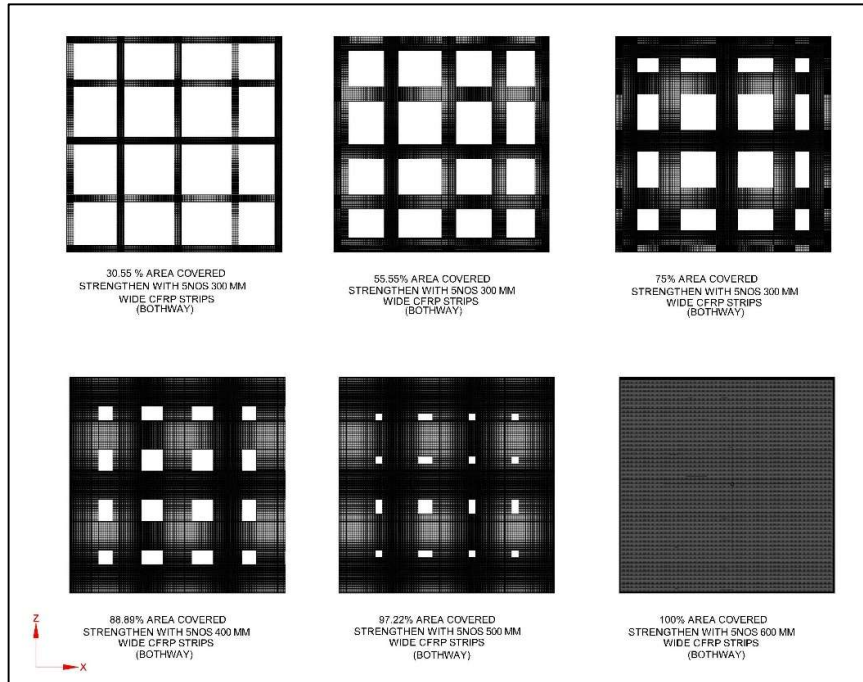 30.55 % AREA COVERED
STRENGTHEN WITH 5NOS 300 MM
WIDE CFRP STRIPS
(BOTHWAY)
55.55% AREA COVERED
STRENGTHEN WITH 5NOS 300 MM
WIDE CFRP STRIPS
(BOTHWAY)
75% AREA COVERED
STRENGTHEN WITH 5NOS 300 MM
WIDE CFRP STRIPS
(BOTHWAY)
88.89% AREA COVERED
STRENGTHEN WITH 5NOS 400 MM
WIDE CFRP STRIPS
(BOTHWAY)
97.22% AREA COVERED
STRENGTHEN WITH 5NOS 500 MM
WIDE CFRP STRIPS
(BOTHWAY)
100% AREA COVERED
STRENGTHEN WITH 5NOS 600 MM
WIDE CFRP STRIPS
(BOTHWAY)
Z
X